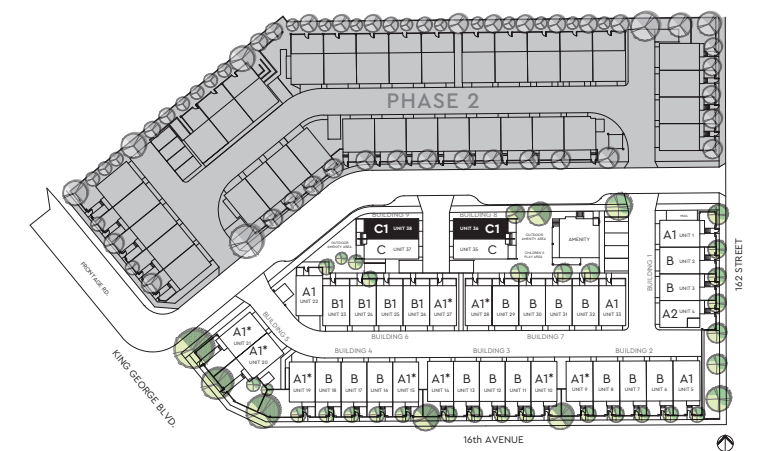 PHASE 2
BUILDING 9
BUILDING 8
C1 UNIT 38
C UNIT 37
C1 UNIT 36
C UNIT 35
OUTDOOR
AMENITY AREA
OUTDOOR
AMENITY AREA
CHILDREN'S
PLAY AREA
AMENITY
BUILDING 1
A1 UNIT 1
B UNIT 2
B UNIT 3
A2 UNIT 4
162 STREET
FRONTAGE RD.
KING GEORGE BLVD.
A1
UNIT 22
B1
UNIT 23
B1
UNIT 24
B1
UNIT 25
B1
UNIT 26
A1*
UNIT 27
A1*
UNIT 28
B
UNIT 29
B
UNIT 30
B
UNIT 31
B
UNIT 32
A1
UNIT 33
BUILDING 5
A1*
UNIT 21
A1*
UNIT 20
BUILDING 6
BUILDING 7
BUILDING 4
BUILDING 3
BUILDING 2
A1*
UNIT 19
B
UNIT 18
B
UNIT 17
B
UNIT 16
A1*
UNIT 15
A1*
UNIT 14
B
UNIT 13
B
UNIT 12
B
UNIT 11
A1*
UNIT 10
A1*
UNIT 9
B
UNIT 8
B
UNIT 7
B
UNIT 6
A1
UNIT 5
16th AVENUE